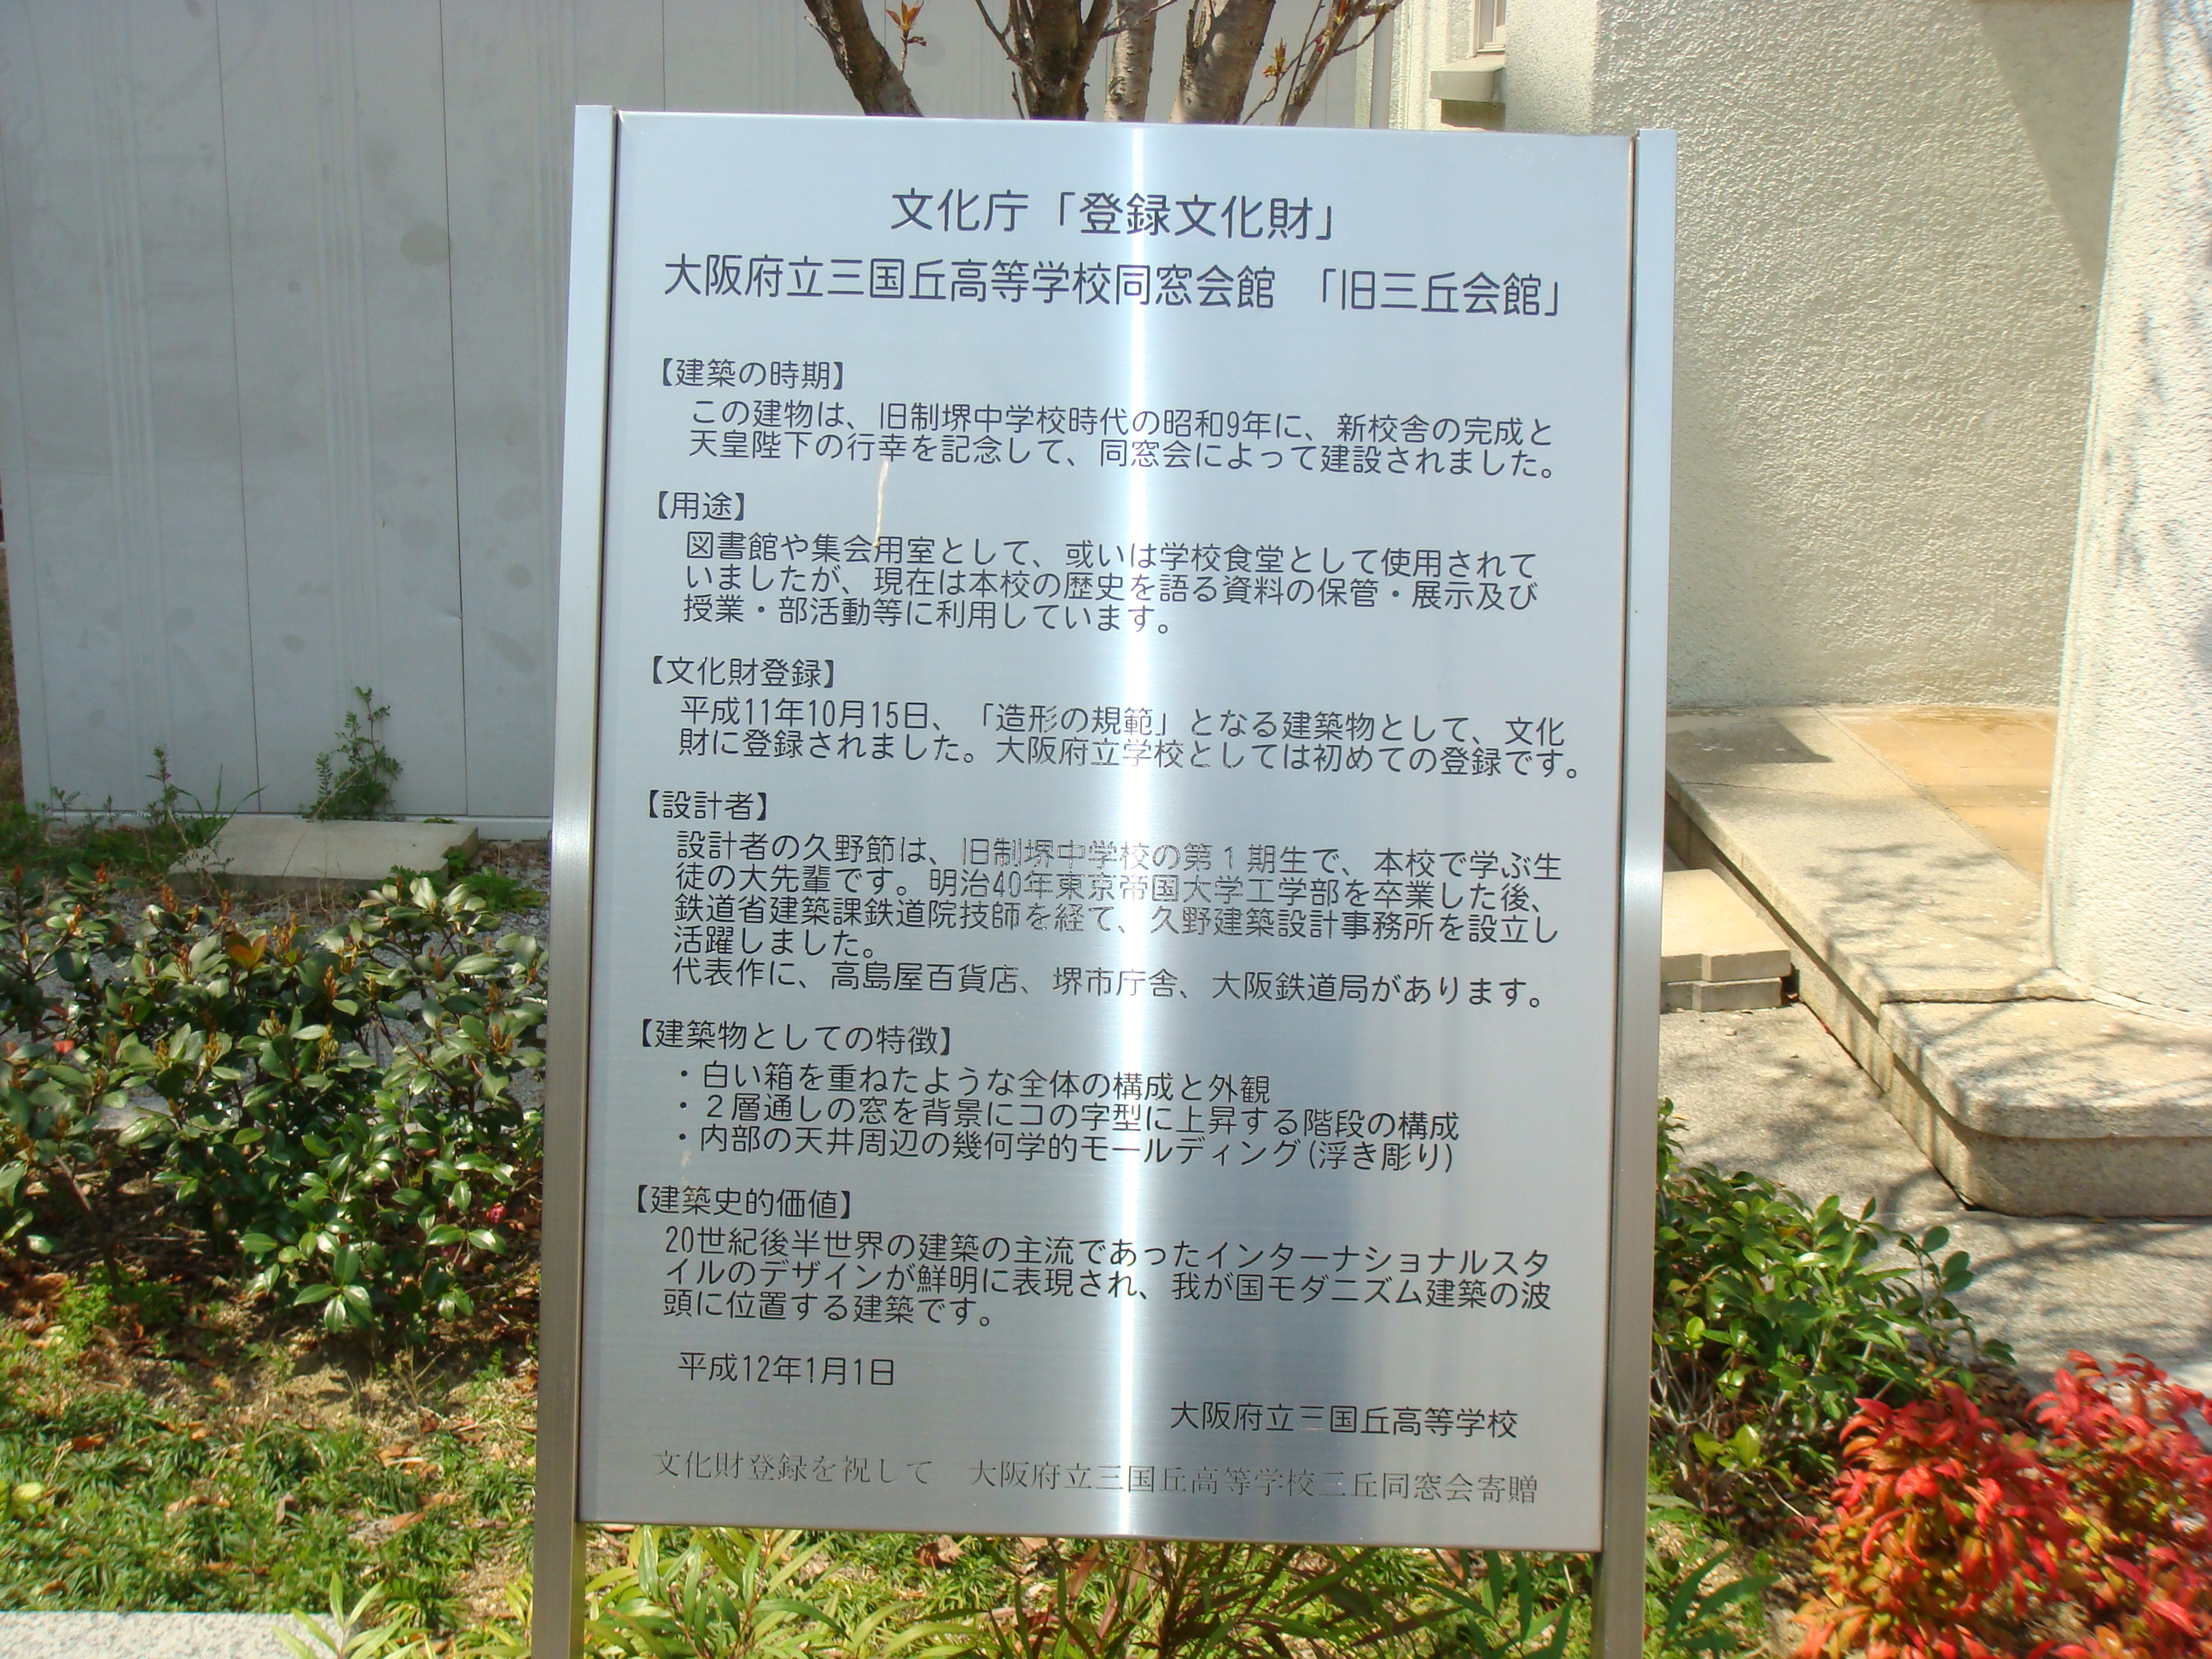 文化庁「登録文化財」
大阪府立三国丘高等学校同窓会館　「旧三丘会館」
【建築の時期】
この建物は、旧制堺中学校時代の昭和9年に、新校舎の完成と
天皇陛下の行幸を記念して、同窓会によって建設されました。
【用途】
図書館や集会用室として、或いは学校食堂として使用されて
いましたが、現在は本校の歴史を語る資料の保管・展示及び
授業・部活動等に利用しています。
【文化財登録】
平成11年10月15日、「造形の規範」となる建築物として、文化
財に登録されました。大阪府立学校としては初めての登録です。
【設計者】
設計者の久野節は、旧制堺中学校の第1期生で、本校で学ぶ生
徒の大先輩です。明治40年東京帝国大学工学部を卒業した後、
鉄道省建築課鉄道院技師を経て、久野建築設計事務所を設立し
活躍しました。
代表作に、高島屋百貨店、堺市庁舎、大阪鉄道局があります。
【建築物としての特徴】
・白い箱を重ねたような全体の構成と外観
・２層通しの窓を背景にコの字型に上昇する階段の構成
・内部の天井周辺の幾何学的モールディング(浮き彫り)
【建築史的価値】
20世紀後半世界の建築の主流であったインターナショナルスタ
イルのデザインが鮮明に表現され、我が国モダニズム建築の波
頭に位置する建築です。
平成12年1月1日
大阪府立三国丘高等学校
文化財登録を祝して　大阪府立三国丘高等学校三丘同窓会寄贈